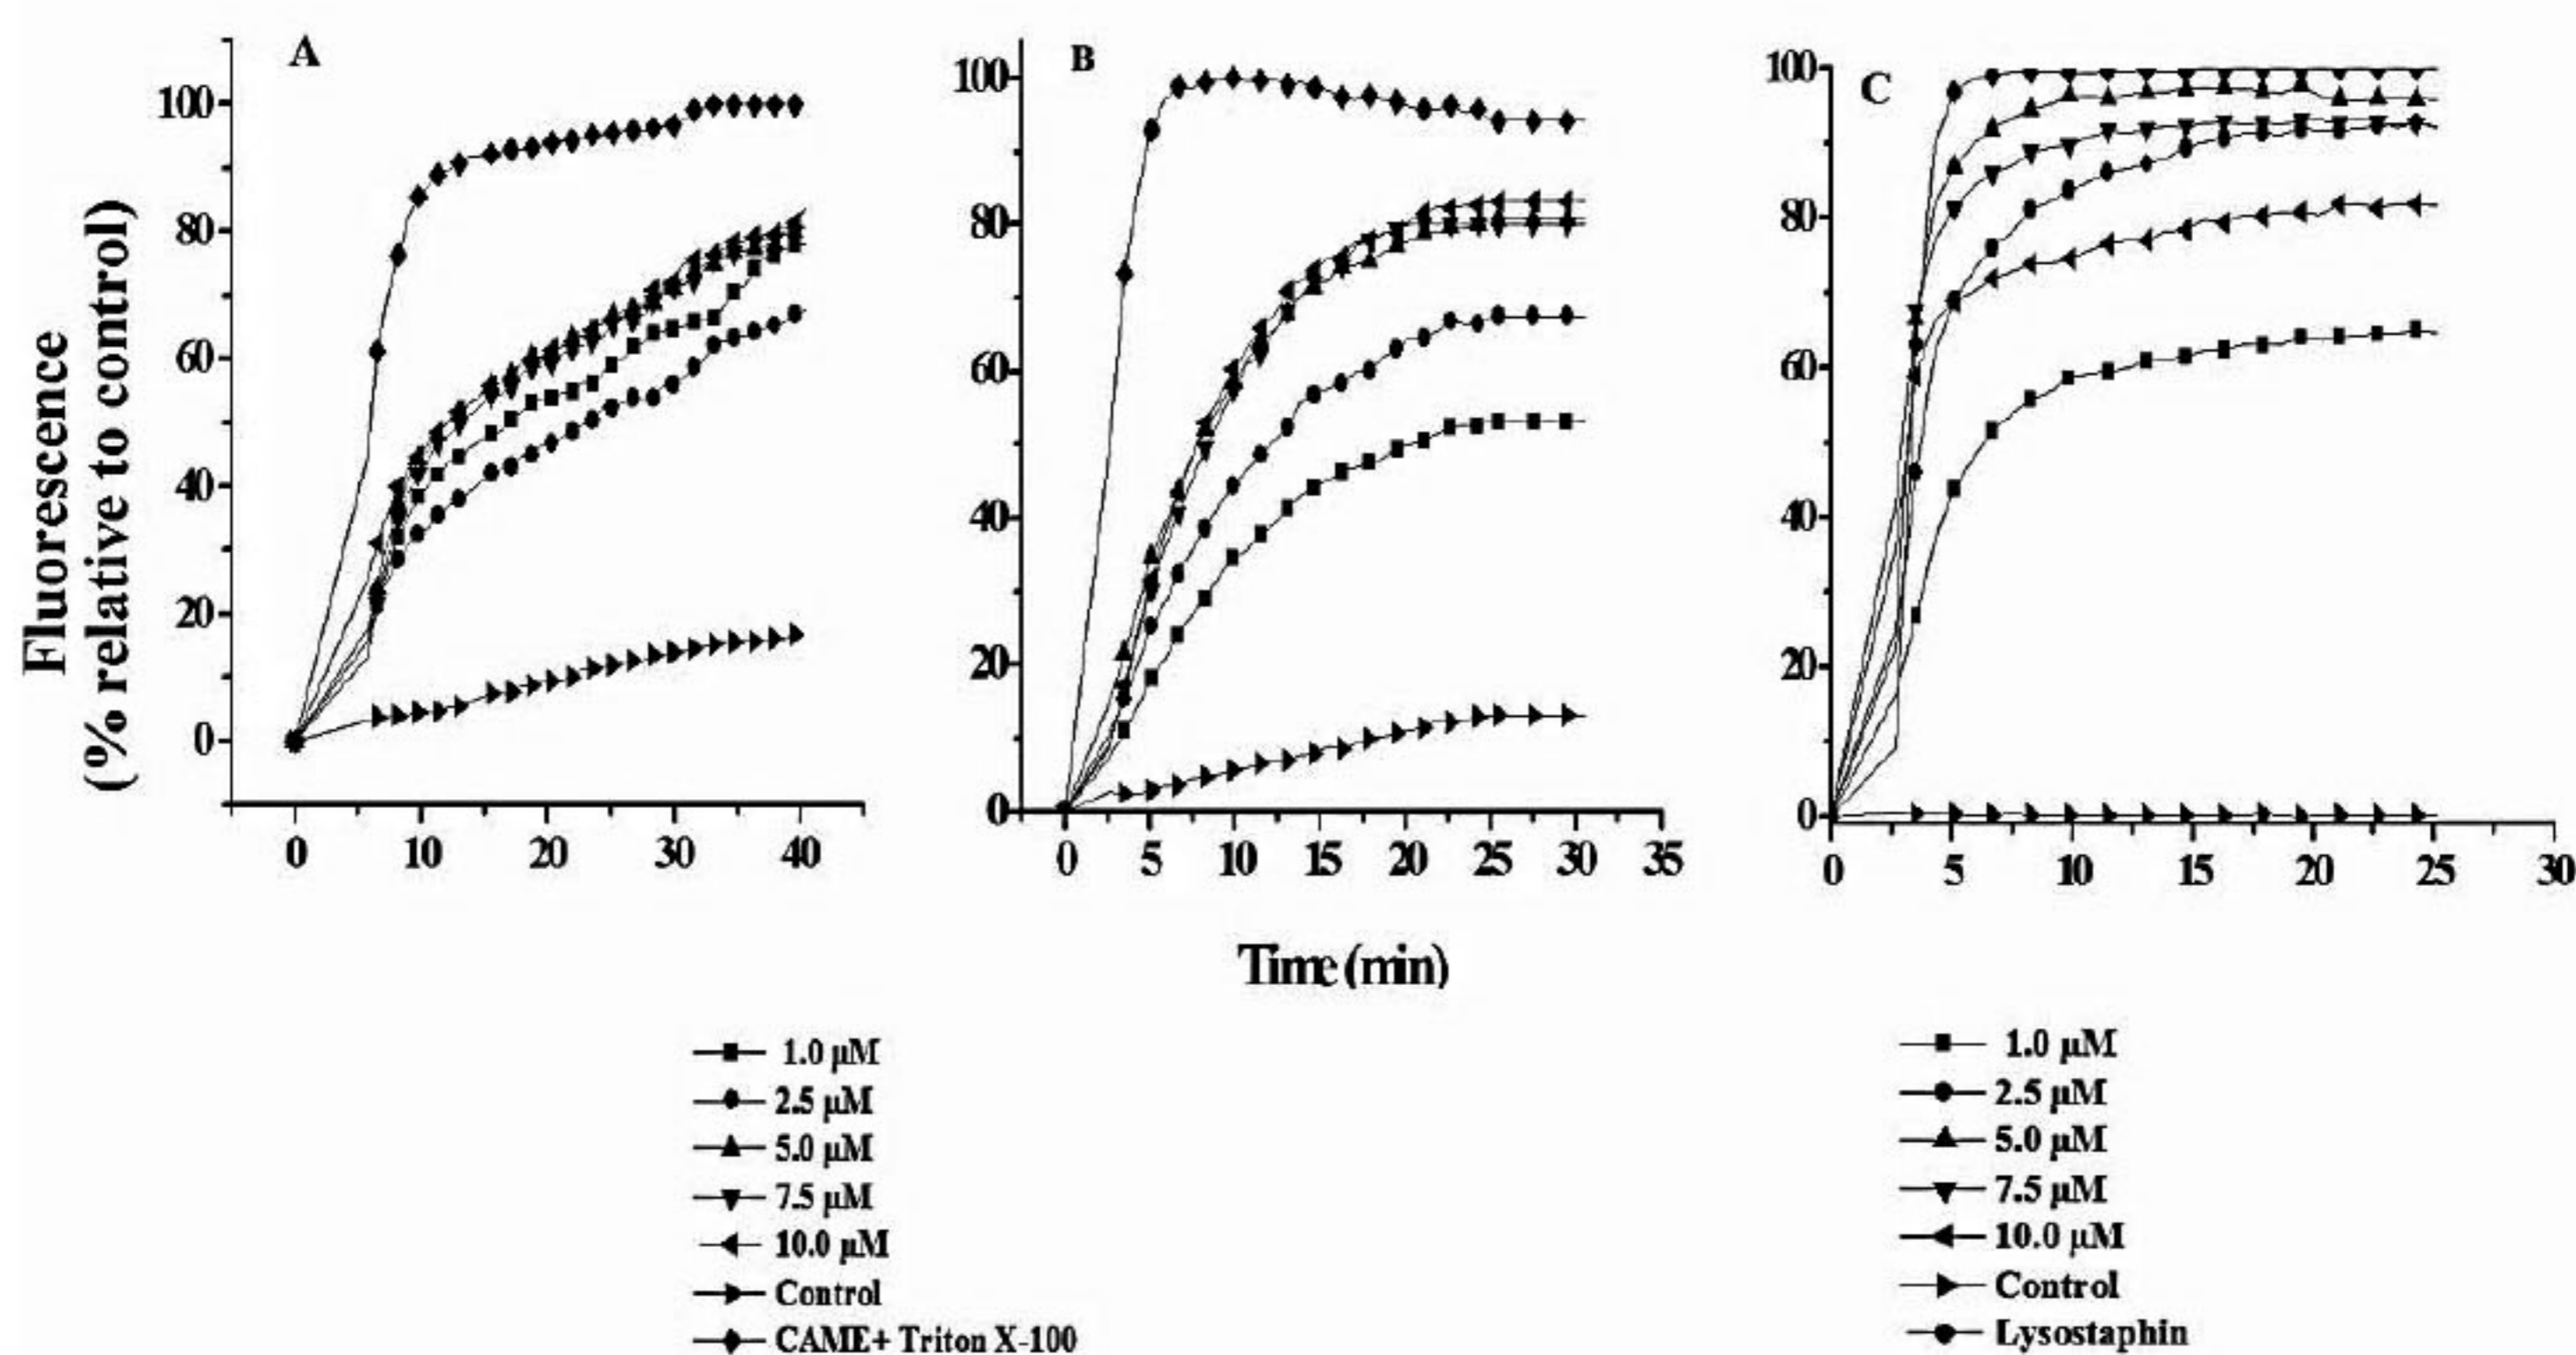 A
B
C
Fluorescence
(% relative to control)
100
80
60
40
20
0
0 10 20 30 40
100
80
60
40
20
0
0 5 10 15 20 25 30 35
100
80
60
40
20
0
0 5 10 15 20 25 30
Time (min)
1.0 µM
2.5 µM
5.0 µM
7.5 µM
10.0 µM
Control
CAME+ Triton X-100
1.0 µM
2.5 µM
5.0 µM
7.5 µM
10.0 µM
Control
Lysostaphin